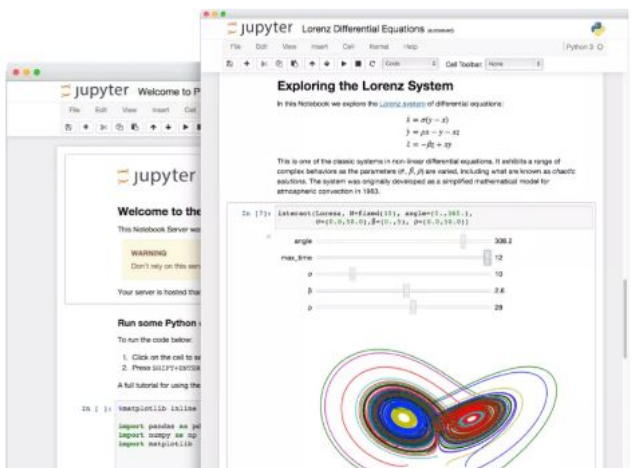 jupyter Lorenz Differential Equations (autosaved)
File Edit View Insert Cell Kernel Help
Python 3 O
Code
Cell Toolbar: None
Exploring the Lorenz System
In this Notebook we explore the Lorenz system of differential equations:
ẋ = σ(y − x)
ẏ = ρx − y − xz
ż = −βz + xy
This is one of the classic systems in non-linear differential equations. It exhibits a range of
complex behaviors as the parameters (σ, β, ρ) are varied, including what are known as chaotic
solutions. The system was originally developed as a simplified mathematical model for
atmospheric convection in 1963.
In [7]: interact(Lorenz, N=fixed(10), angle=(0.,360.),
σ=(0.0,50.0),β=(0.,5), ρ=(0.0,50.0))
angle 308.2
max_time 12
σ 10
β 2.6
ρ 28
jupyter Welcome to P
File Edit View Insert Cell
jupyter
Welcome to the
This Notebook Server was
WARNING
Don't rely on this serv
Your server is hosted than
Run some Python
To run the code below:
1. Click on the cell to se
2. Press SHIFT+ENTER
A full tutorial for using the
In [ ]: %matplotlib inline
import pandas as pd
import numpy as np
import matplotlib